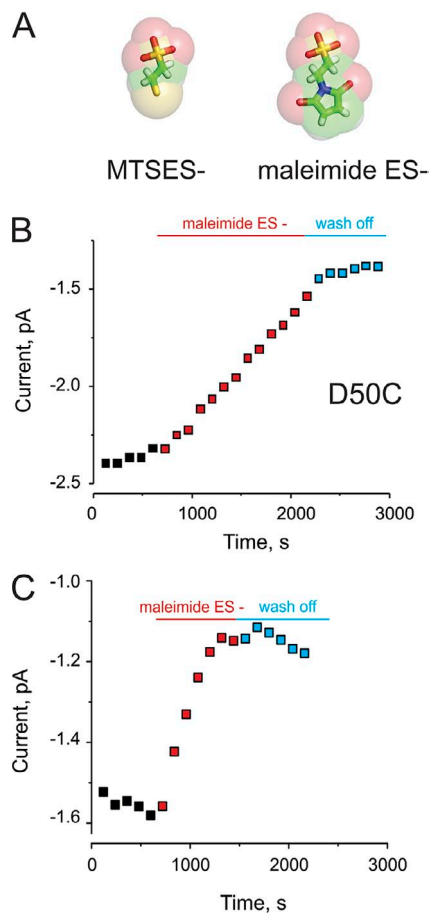 A
MTSES-
maleimide ES-
B
maleimide ES - wash off
-1.5
-2.0
-2.5
Current, pA
D50C
0 1000 2000 3000
Time, s
C
-1.0
maleimide ES - wash off
-1.2
-1.4
-1.6
Current, pA
0 1000 2000 3000
Time, s